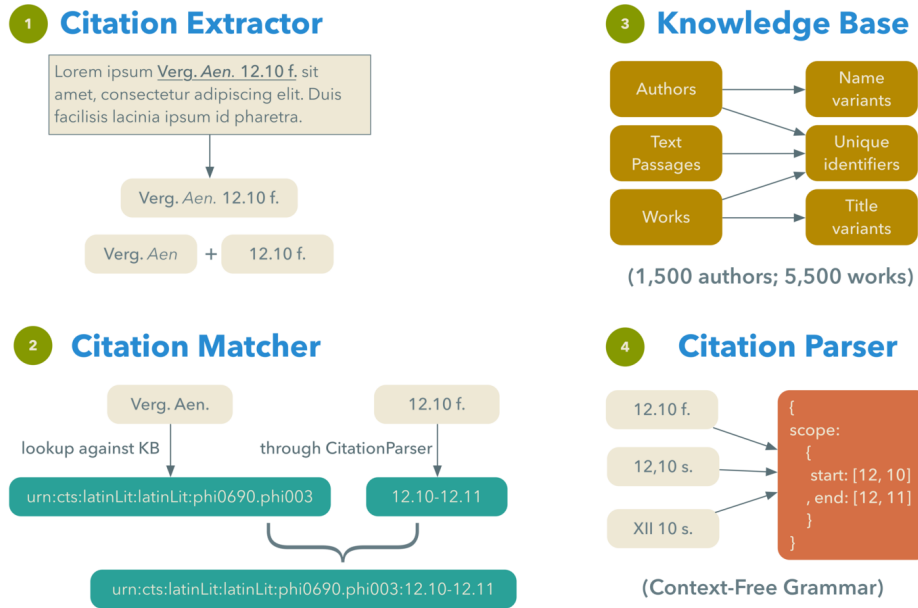 1 Citation Extractor
Lorem ipsum Verg. Aen. 12.10 f. sit
amet, consectetur adipiscing elit. Duis
facilisis lacinia ipsum id pharetra.
Verg. Aen. 12.10 f.
Verg. Aen + 12.10 f.
3 Knowledge Base
Authors
Name
variants
Text
Passages
Unique
identifiers
Works
Title
variants
(1,500 authors; 5,500 works)
2 Citation Matcher
Verg. Aen.
12.10 f.
lookup against KB
through CitationParser
urn:cts:latinLit:latinLit:phi0690.phi003
12.10-12.11
urn:cts:latinLit:latinLit:phi0690.phi003:12.10-12.11
4 Citation Parser
12.10 f.
12,10 s.
XII 10 s.
{
scope:
{
start: [12, 10]
, end: [12, 11]
}
}
(Context-Free Grammar)